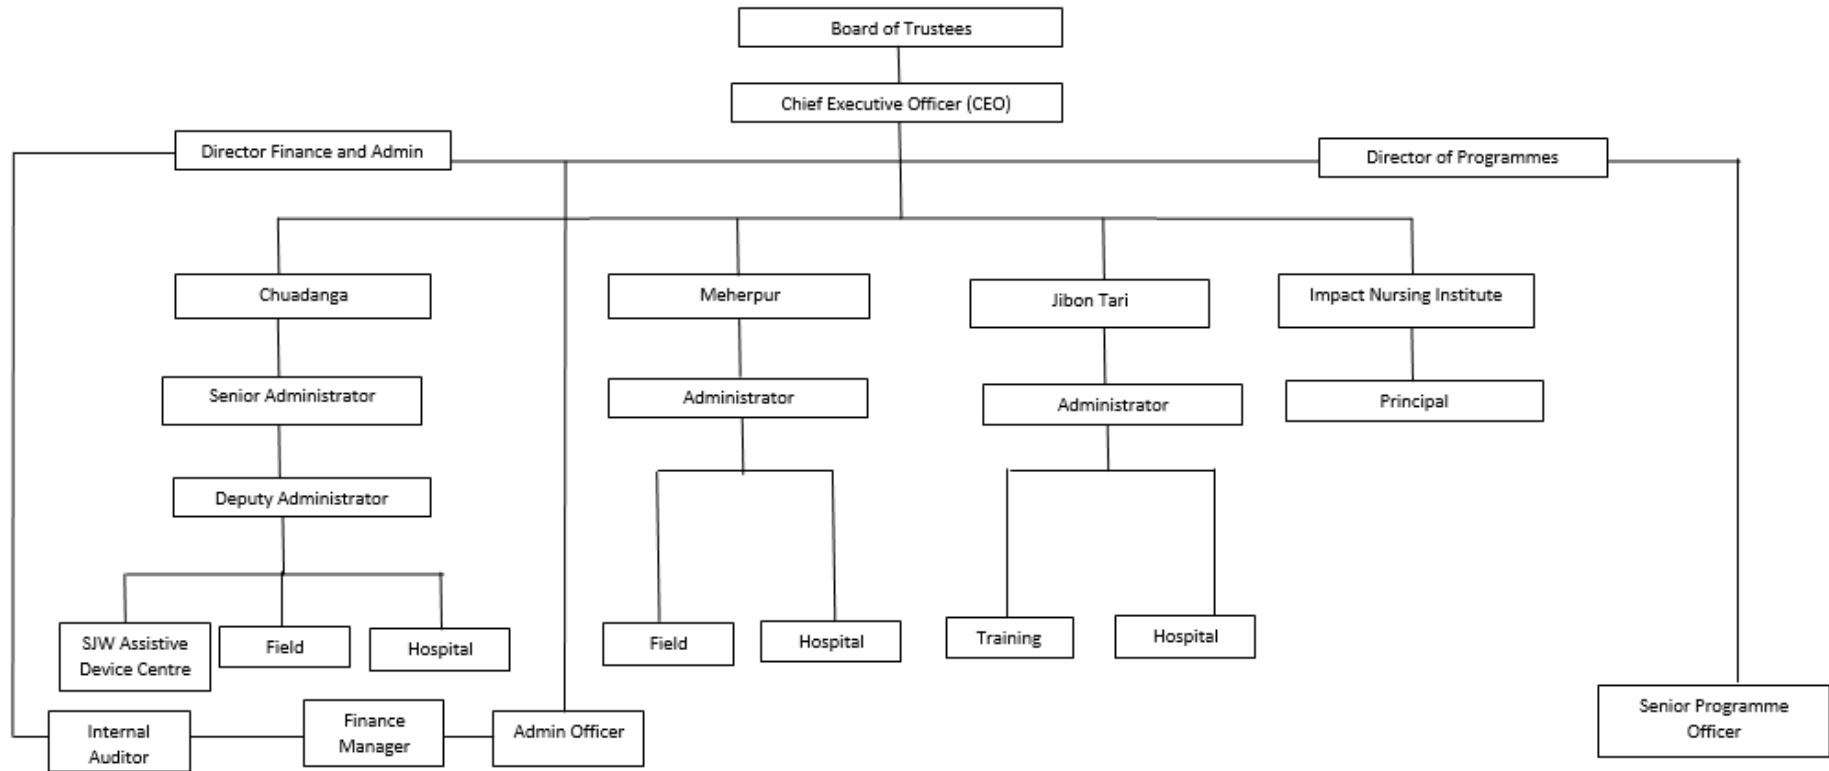 Board of Trustees
Chief Executive Officer (CEO)
Director Finance and Admin
Director of Programmes
Chuadanga
Meherpur
Jibon Tari
Impact Nursing Institute
Senior Administrator
Administrator
Administrator
Principal
Deputy Administrator
SJW Assistive
Device Centre
Field
Hospital
Field
Hospital
Training
Hospital
Internal
Auditor
Finance
Manager
Admin Officer
Senior Programme
Officer